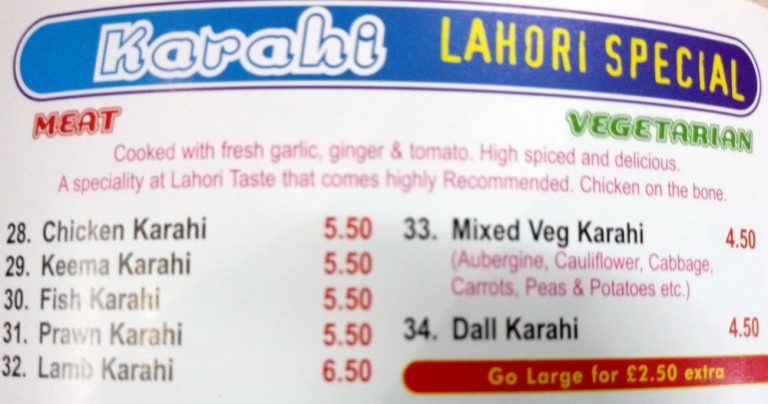 Karahi LAHORI SPECIAL
MEAT
VEGETARIAN
Cooked with fresh garlic, ginger & tomato. High spiced and delicious.
A speciality at Lahori Taste that comes highly Recommended. Chicken on the bone.
28. Chicken Karahi 5.50
29. Keema Karahi 5.50
30. Fish Karahi 5.50
31. Prawn Karahi 5.50
32. Lamb Karahi 6.50
33. Mixed Veg Karahi 4.50
(Aubergine, Cauliflower, Cabbage,
Carrots, Peas & Potatoes etc.)
34. Dall Karahi 4.50
Go Large for £2.50 extra